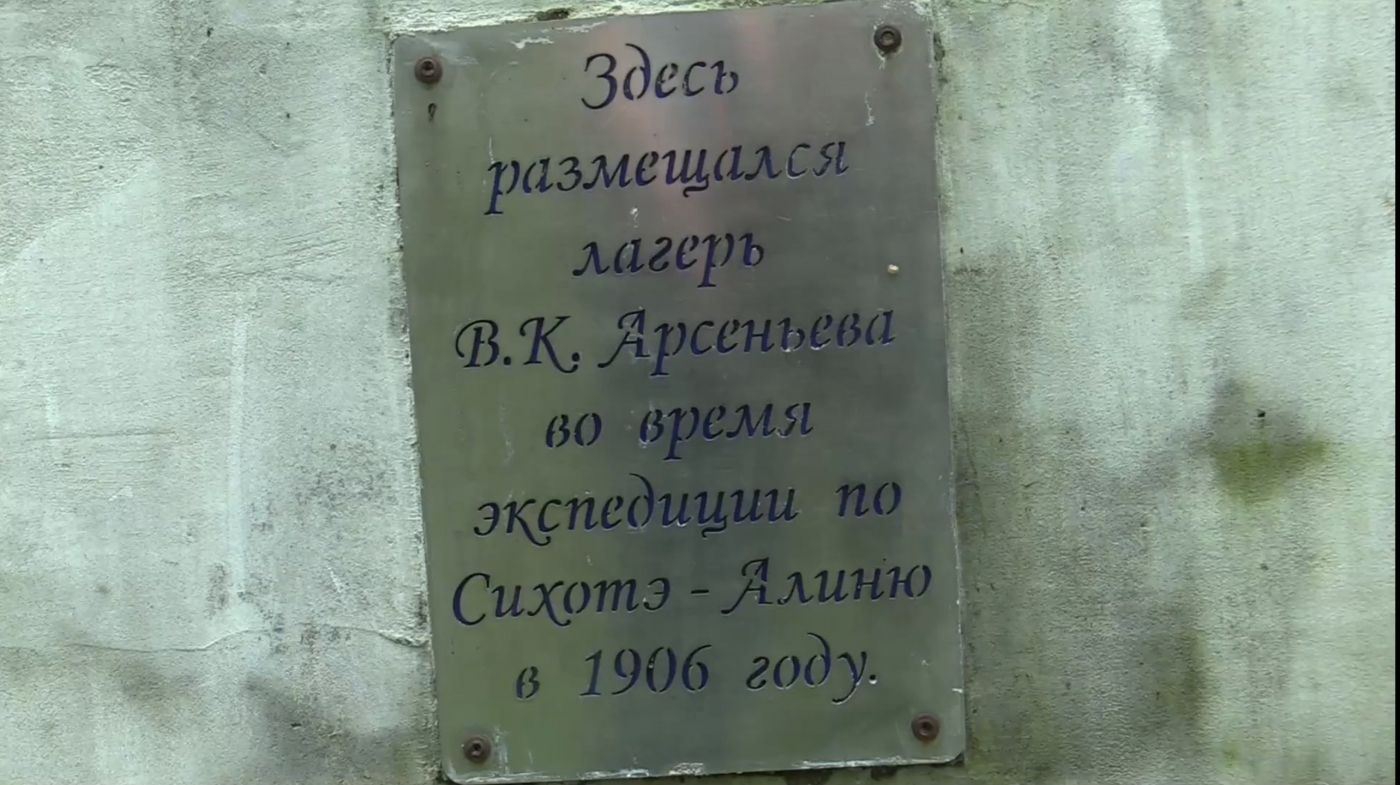 Здесь
размещался
лагерь
В.К. Арсеньева
во время
экспедиции по
Сихотэ - Алиню
в 1906 году.